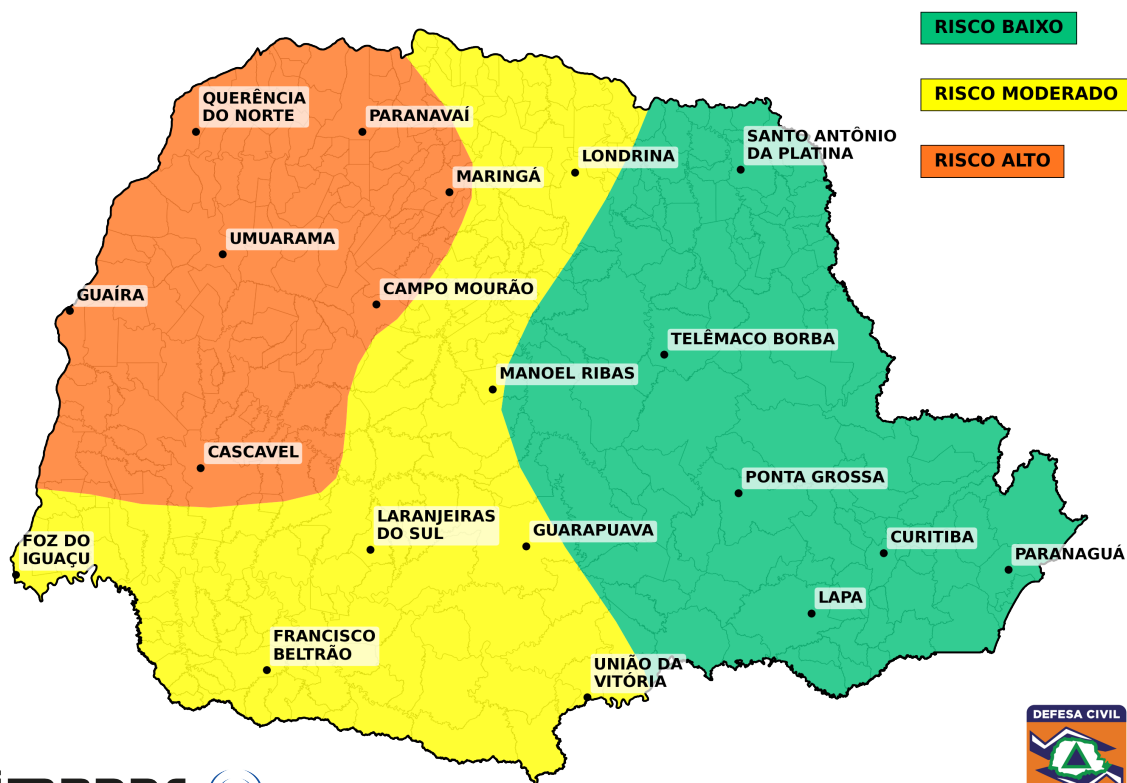 RISCO BAIXO
RISCO MODERADO
RISCO ALTO
QUERÊNCIA
DO NORTE
PARANAVAÍ
SANTO ANTÔNIO
DA PLATINA
LONDRINA
MARINGÁ
UMUARAMA
CAMPO MOURÃO
GUAÍRA
TELÊMACO BORBA
MANOEL RIBAS
CASCAVEL
PONTA GROSSA
LARANJEIRAS
DO SUL
GUARAPUAVA
CURITIBA
FOZ DO
IGUAÇU
PARANAGUÁ
LAPA
FRANCISCO
BELTRÃO
UNIÃO DA
VITÓRIA
DEFESA CIVIL